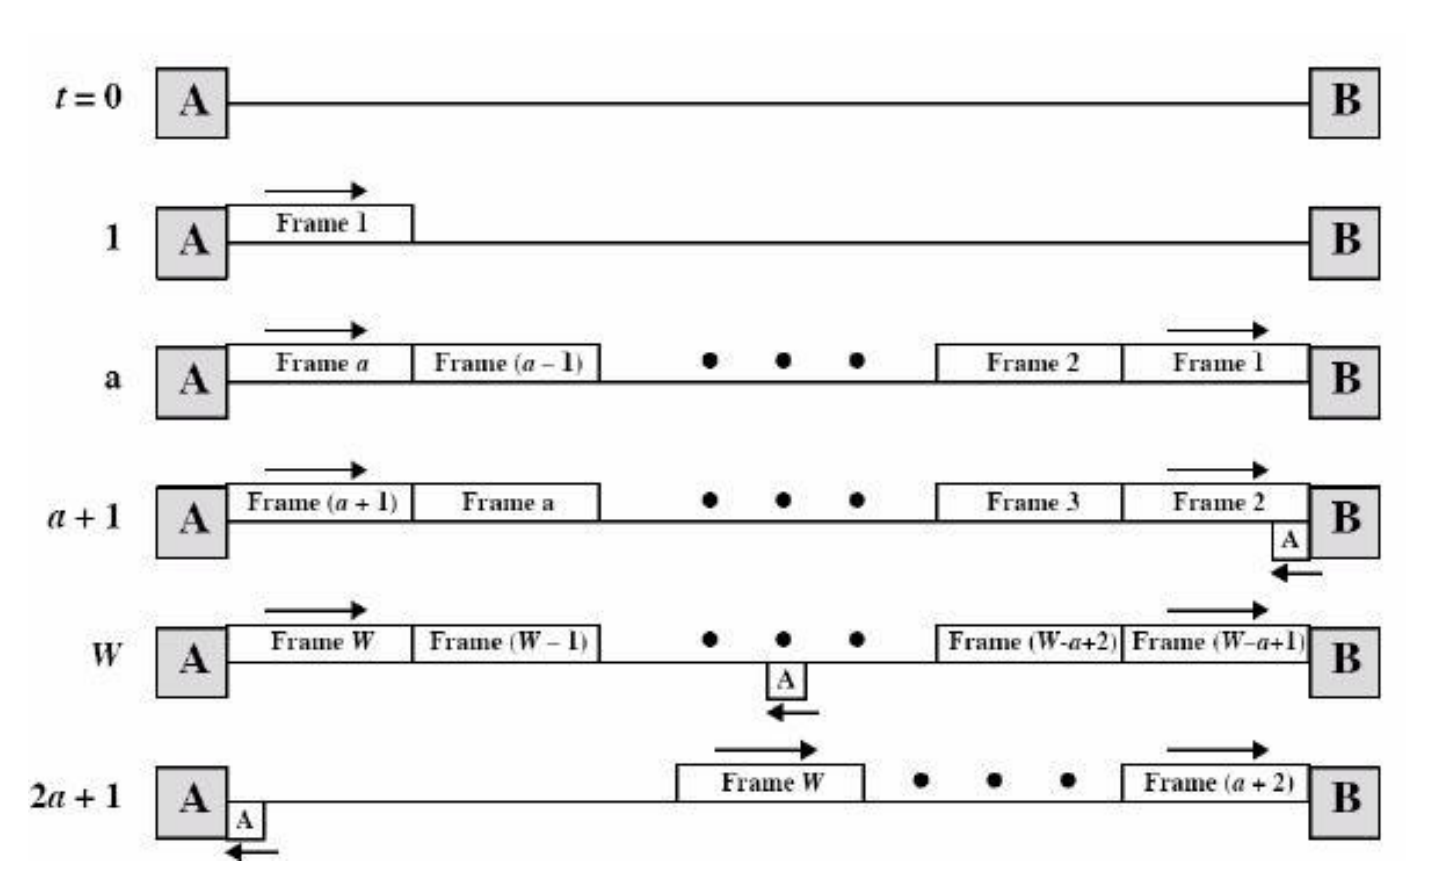 t = 0 A B
Frame 1
1 A B
Frame a Frame (a – 1) • • • Frame 2 Frame 1
a A B
Frame (a + 1) Frame a • • • Frame 3 Frame 2
a + 1 A B
A
Frame W Frame (W – 1) • • • Frame (W-a+2) Frame (W–a+1)
W A B
A
Frame W • • • Frame (a + 2)
2a + 1 A B
A